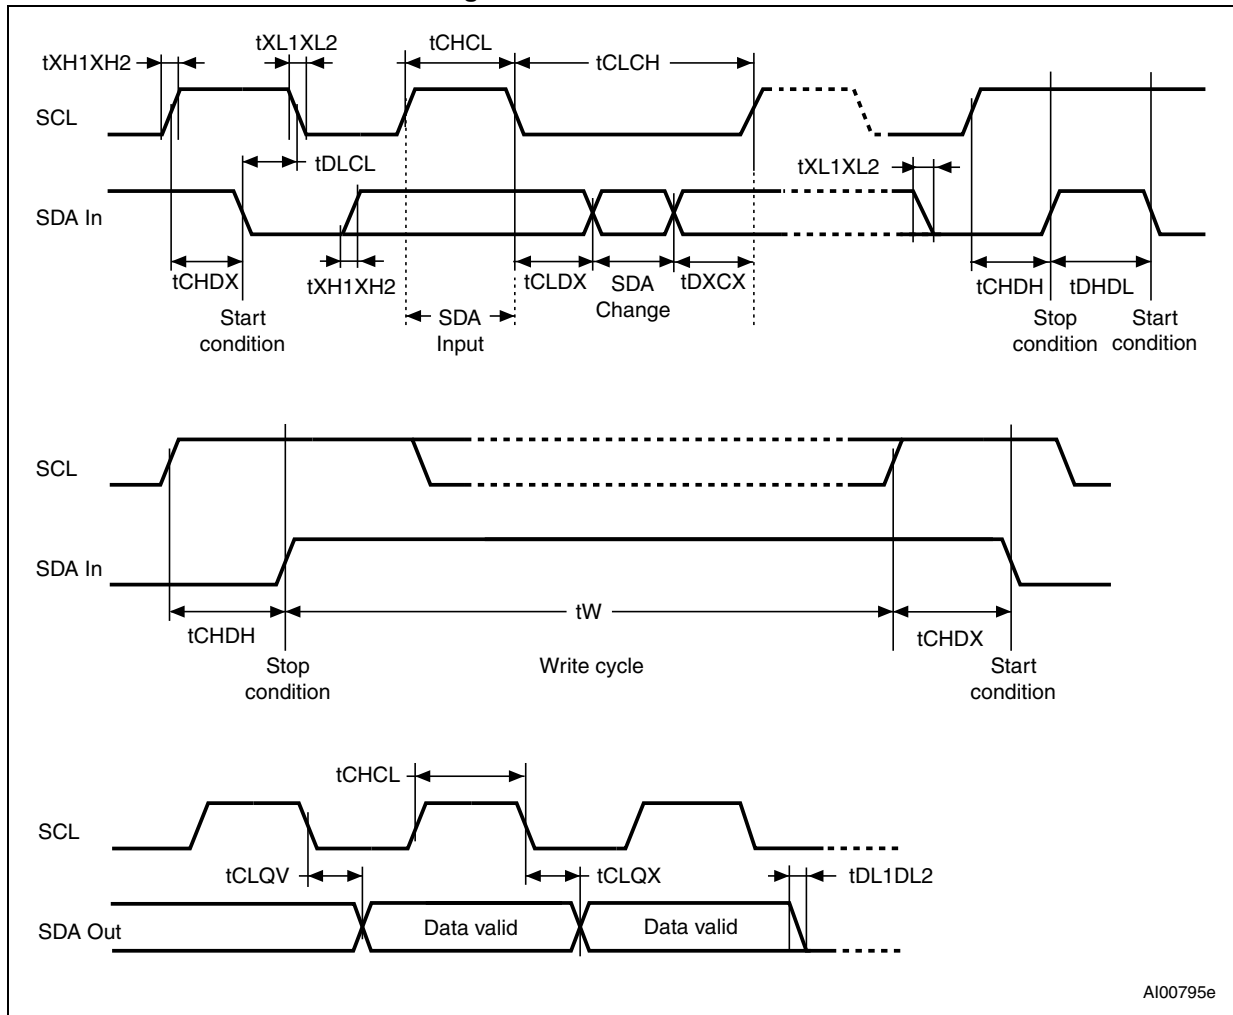 tXL1XL2
tCHCL
tXH1XH2
tCLCH
SCL
tDLCL
tXL1XL2
SDA In
tCHDX
tXH1XH2
tCLDX
SDA
Change
tDXCX
tCHDH
tDHDL
Start
condition
SDA
Input
Stop
condition
Start
condition
SCL
SDA In
tCHDH
tW
tCHDX
Stop
condition
Write cycle
Start
condition
tCHCL
SCL
tCLQV
tCLQX
tDL1DL2
SDA Out
Data valid
Data valid
AI00795e